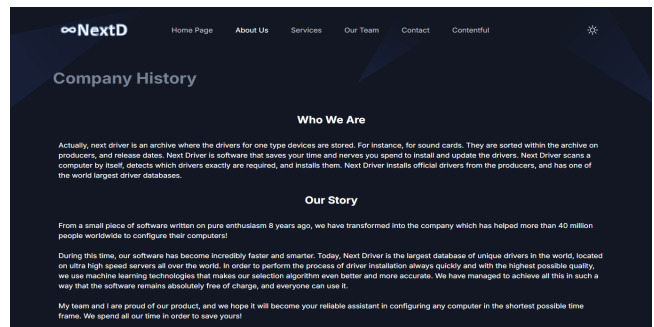 ∞NextD
Home Page
About Us
Services
Our Team
Contact
Contentful
Company History
Who We Are
Actually, next driver is an archive where the drivers for one type devices are stored. For instance, for sound cards. They are sorted within the archive on
producers, and release dates. Next Driver is software that saves your time and nerves you spend to install and update the drivers. Next Driver scans a
computer by itself, detects which drivers exactly are required, and installs them. Next Driver installs official drivers from the producers, and has one of
the world largest driver databases.
Our Story
From a small piece of software written on pure enthusiasm 8 years ago, we have transformed into the company which has helped more than 40 million
people worldwide to configure their computers!
During this time, our software has become incredibly faster and smarter. Today, Next Driver is the largest database of unique drivers in the world, located
on ultra high speed servers all over the world. In order to perform the process of driver installation always quickly and with the highest possible quality,
we use machine learning technologies that makes our selection algorithm even better and more accurate. We have managed to achieve all this in such a
way that the software remains absolutely free of charge, and everyone can use it.
My team and I are proud of our product, and we hope it will become your reliable assistant in configuring any computer in the shortest possible time
frame. We spend all our time in order to save yours!